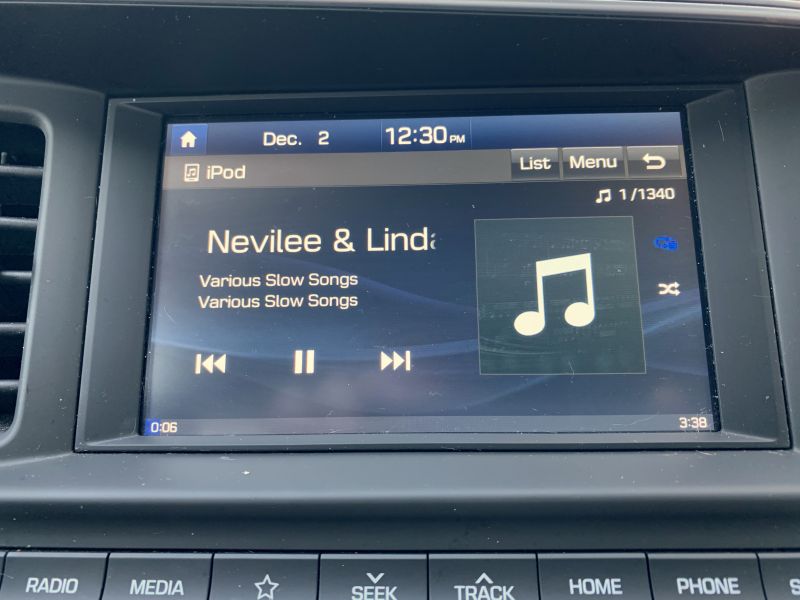 Dec. 2 12:30 PM
iPod List Menu
1/1340
Nevilee & Linda
Various Slow Songs
Various Slow Songs
0:06 3:38
RADIO MEDIA SEEK TRACK HOME PHONE S